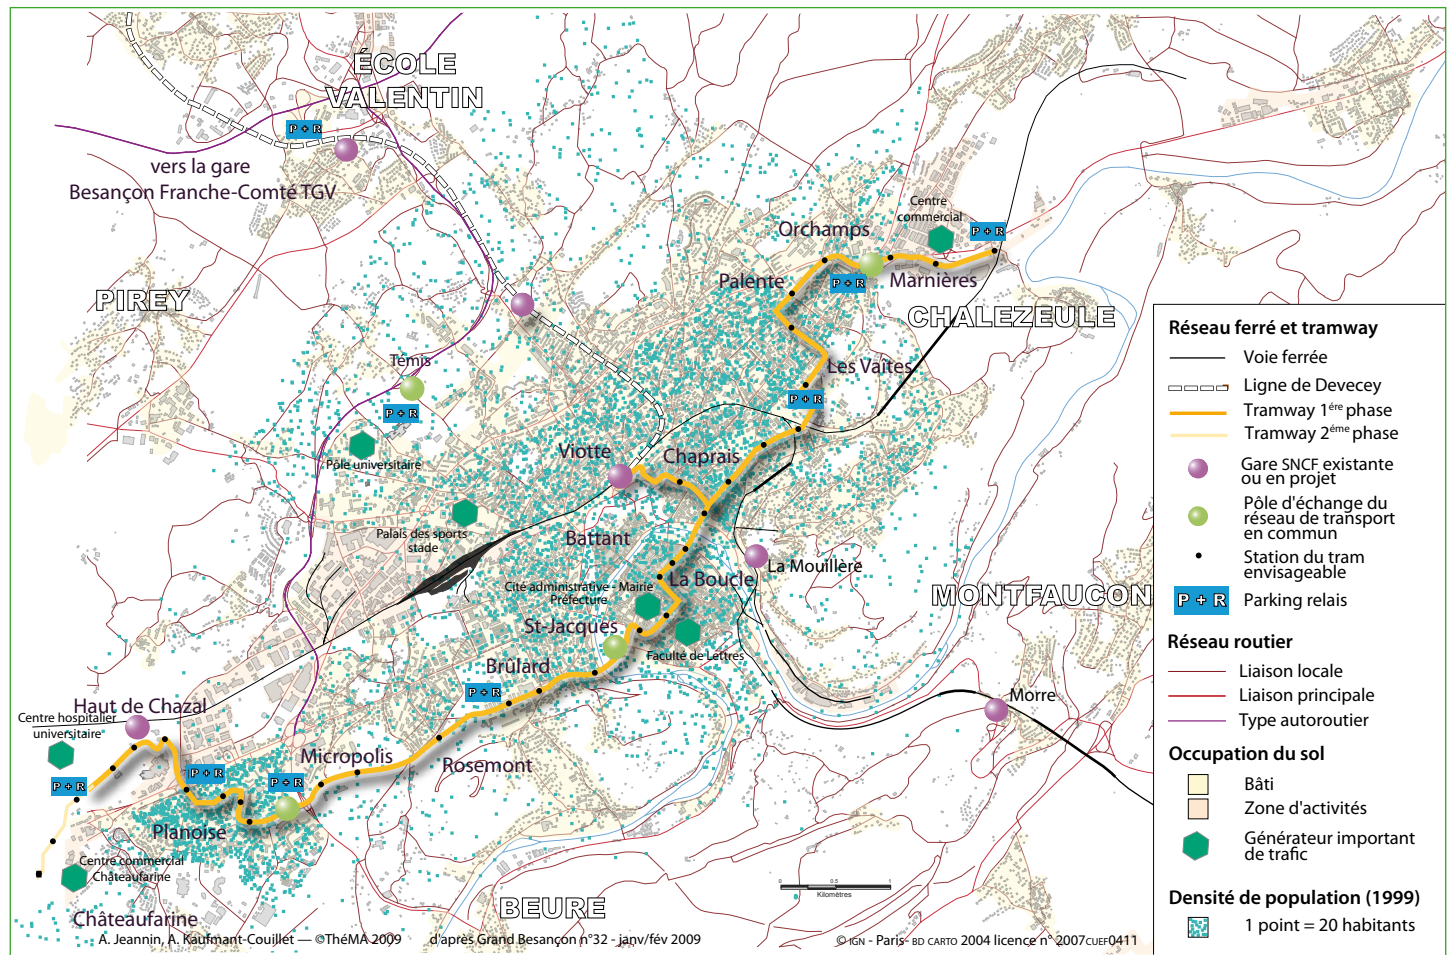 ÉCOLE
VALENTIN
P + R
vers la gare
Besançon Franche-Comté TGV
PIREY
Témis
P + R
Pôle universitaire
Palais des sports
stade
Viotte
Chaprais
Battant
Orchamps
Centre
commercial
P + R
Palente
P + R
Marnières
CHALEZEULE
Les Vaîtes
P + R
La Mouillère
La Boucle
Cité administrative - Mairie
Préfecture
St-Jacques
Faculté de Lettres
MONTFAUCON
Morre
Brûlard
P + R
Haut de Chazal
Centre hospitalier
universitaire
P + R
P + R
P + R
Micropolis
Rosemont
Planoise
Centre commercial
Châteaufarine
Châteaufarine
BEURE
0 0.5 1
Kilomètres
A. Jeannin, A. Kaufmant-Couillet — ©ThéMA 2009
d'après Grand Besançon n°32 - janv/fév 2009
© IGN - Paris- BD CARTO 2004 licence n° 2007CUEF0411
Réseau ferré et tramway
Voie ferrée
Ligne de Devecey
Tramway 1ére phase
Tramway 2éme phase
Gare SNCF existante
ou en projet
Pôle d'échange du
réseau de transport
en commun
Station du tram
envisageable
P + R Parking relais
Réseau routier
Liaison locale
Liaison principale
Type autoroutier
Occupation du sol
Bâti
Zone d'activités
Générateur important
de trafic
Densité de population (1999)
1 point = 20 habitants